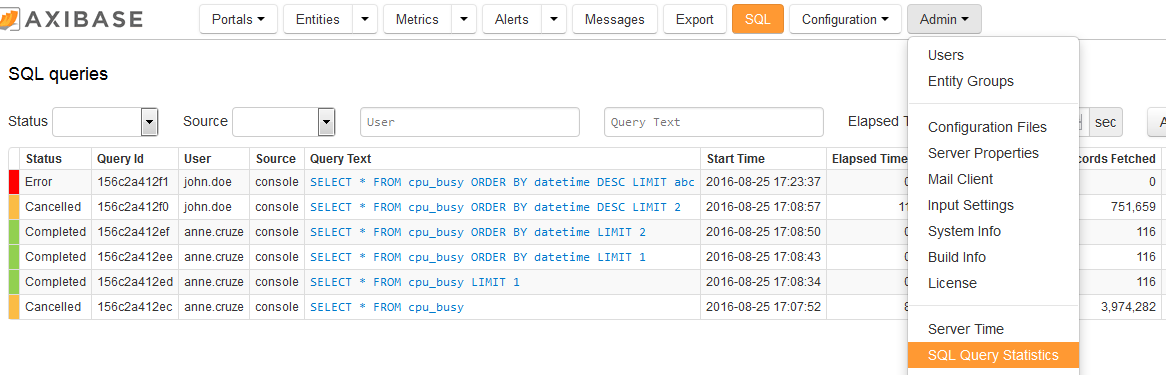 AXIBASE
Portals Entities Metrics Alerts Messages Export SQL Configuration Admin
Users
SQL queries
Entity Groups
Status Source User Query Text Elapsed sec
Configuration Files
Server Properties
Mail Client
Input Settings
System Info
Build Info
License
Server Time
SQL Query Statistics
Status Query Id User Source Query Text Start Time Elapsed Time Fetched
Error 156c2a412f1 john.doe console SELECT * FROM cpu_busy ORDER BY datetime DESC LIMIT abc 2016-08-25 17:23:37 0
Cancelled 156c2a412f0 john.doe console SELECT * FROM cpu_busy ORDER BY datetime DESC LIMIT 2 2016-08-25 17:08:57 11 751,659
Completed 156c2a412ef anne.cruze console SELECT * FROM cpu_busy ORDER BY datetime LIMIT 2 2016-08-25 17:08:50 0 116
Completed 156c2a412ee anne.cruze console SELECT * FROM cpu_busy ORDER BY datetime LIMIT 1 2016-08-25 17:08:43 0 116
Completed 156c2a412ed anne.cruze console SELECT * FROM cpu_busy LIMIT 1 2016-08-25 17:08:34 0 116
Cancelled 156c2a412ec anne.cruze console SELECT * FROM cpu_busy 2016-08-25 17:07:52 8 3,974,282